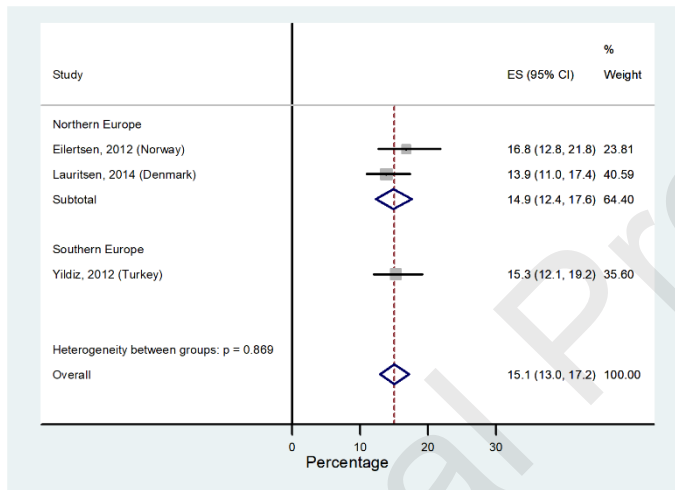 %
Study ES (95% CI) Weight
Northern Europe
Eilertsen, 2012 (Norway) 16.8 (12.8, 21.8) 23.81
Lauritsen, 2014 (Denmark) 13.9 (11.0, 17.4) 40.59
Subtotal 14.9 (12.4, 17.6) 64.40
Southern Europe
Yildiz, 2012 (Turkey) 15.3 (12.1, 19.2) 35.60
Heterogeneity between groups: p = 0.869
Overall 15.1 (13.0, 17.2) 100.00
0 10 20 30
Percentage
al Pr